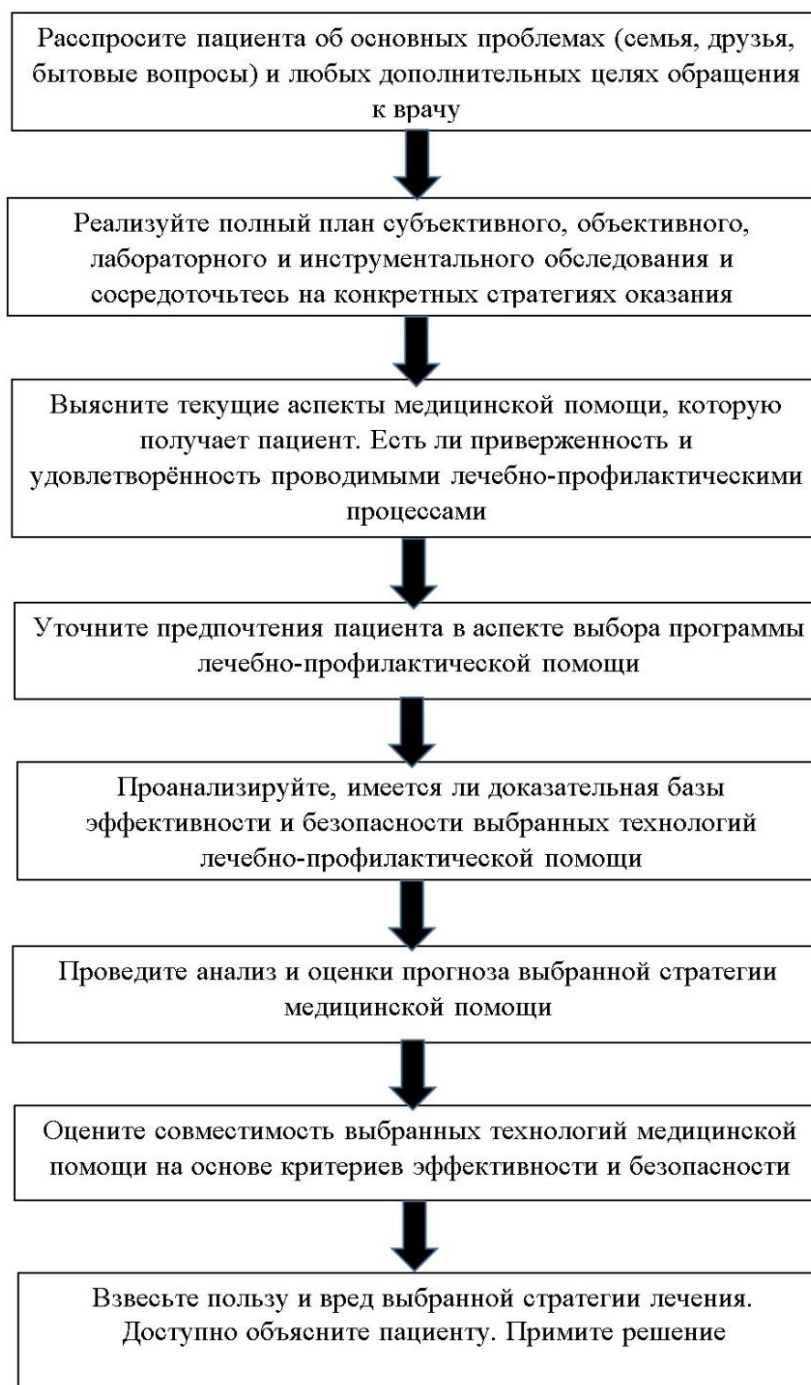 Расспросите пациента об основных проблемах (семья, друзья,
бытовые вопросы) и любых дополнительных целях обращения
к врачу
Реализуйте полный план субъективного, объективного,
лабораторного и инструментального обследования и
сосредоточьтесь на конкретных стратегиях оказания
Выясните текущие аспекты медицинской помощи, которую
получает пациент. Есть ли приверженность и
удовлетворённость проводимыми лечебно-профилактическими
процессами
Уточните предпочтения пациента в аспекте выбора программы
лечебно-профилактической помощи
Проанализируйте, имеется ли доказательная базы
эффективности и безопасности выбранных технологий
лечебно-профилактической помощи
Проведите анализ и оценки прогноза выбранной стратегии
медицинской помощи
Оцените совместимость выбранных технологий медицинской
помощи на основе критериев эффективности и безопасности
Взвесьте пользу и вред выбранной стратегии лечения.
Доступно объясните пациенту. Примите решение